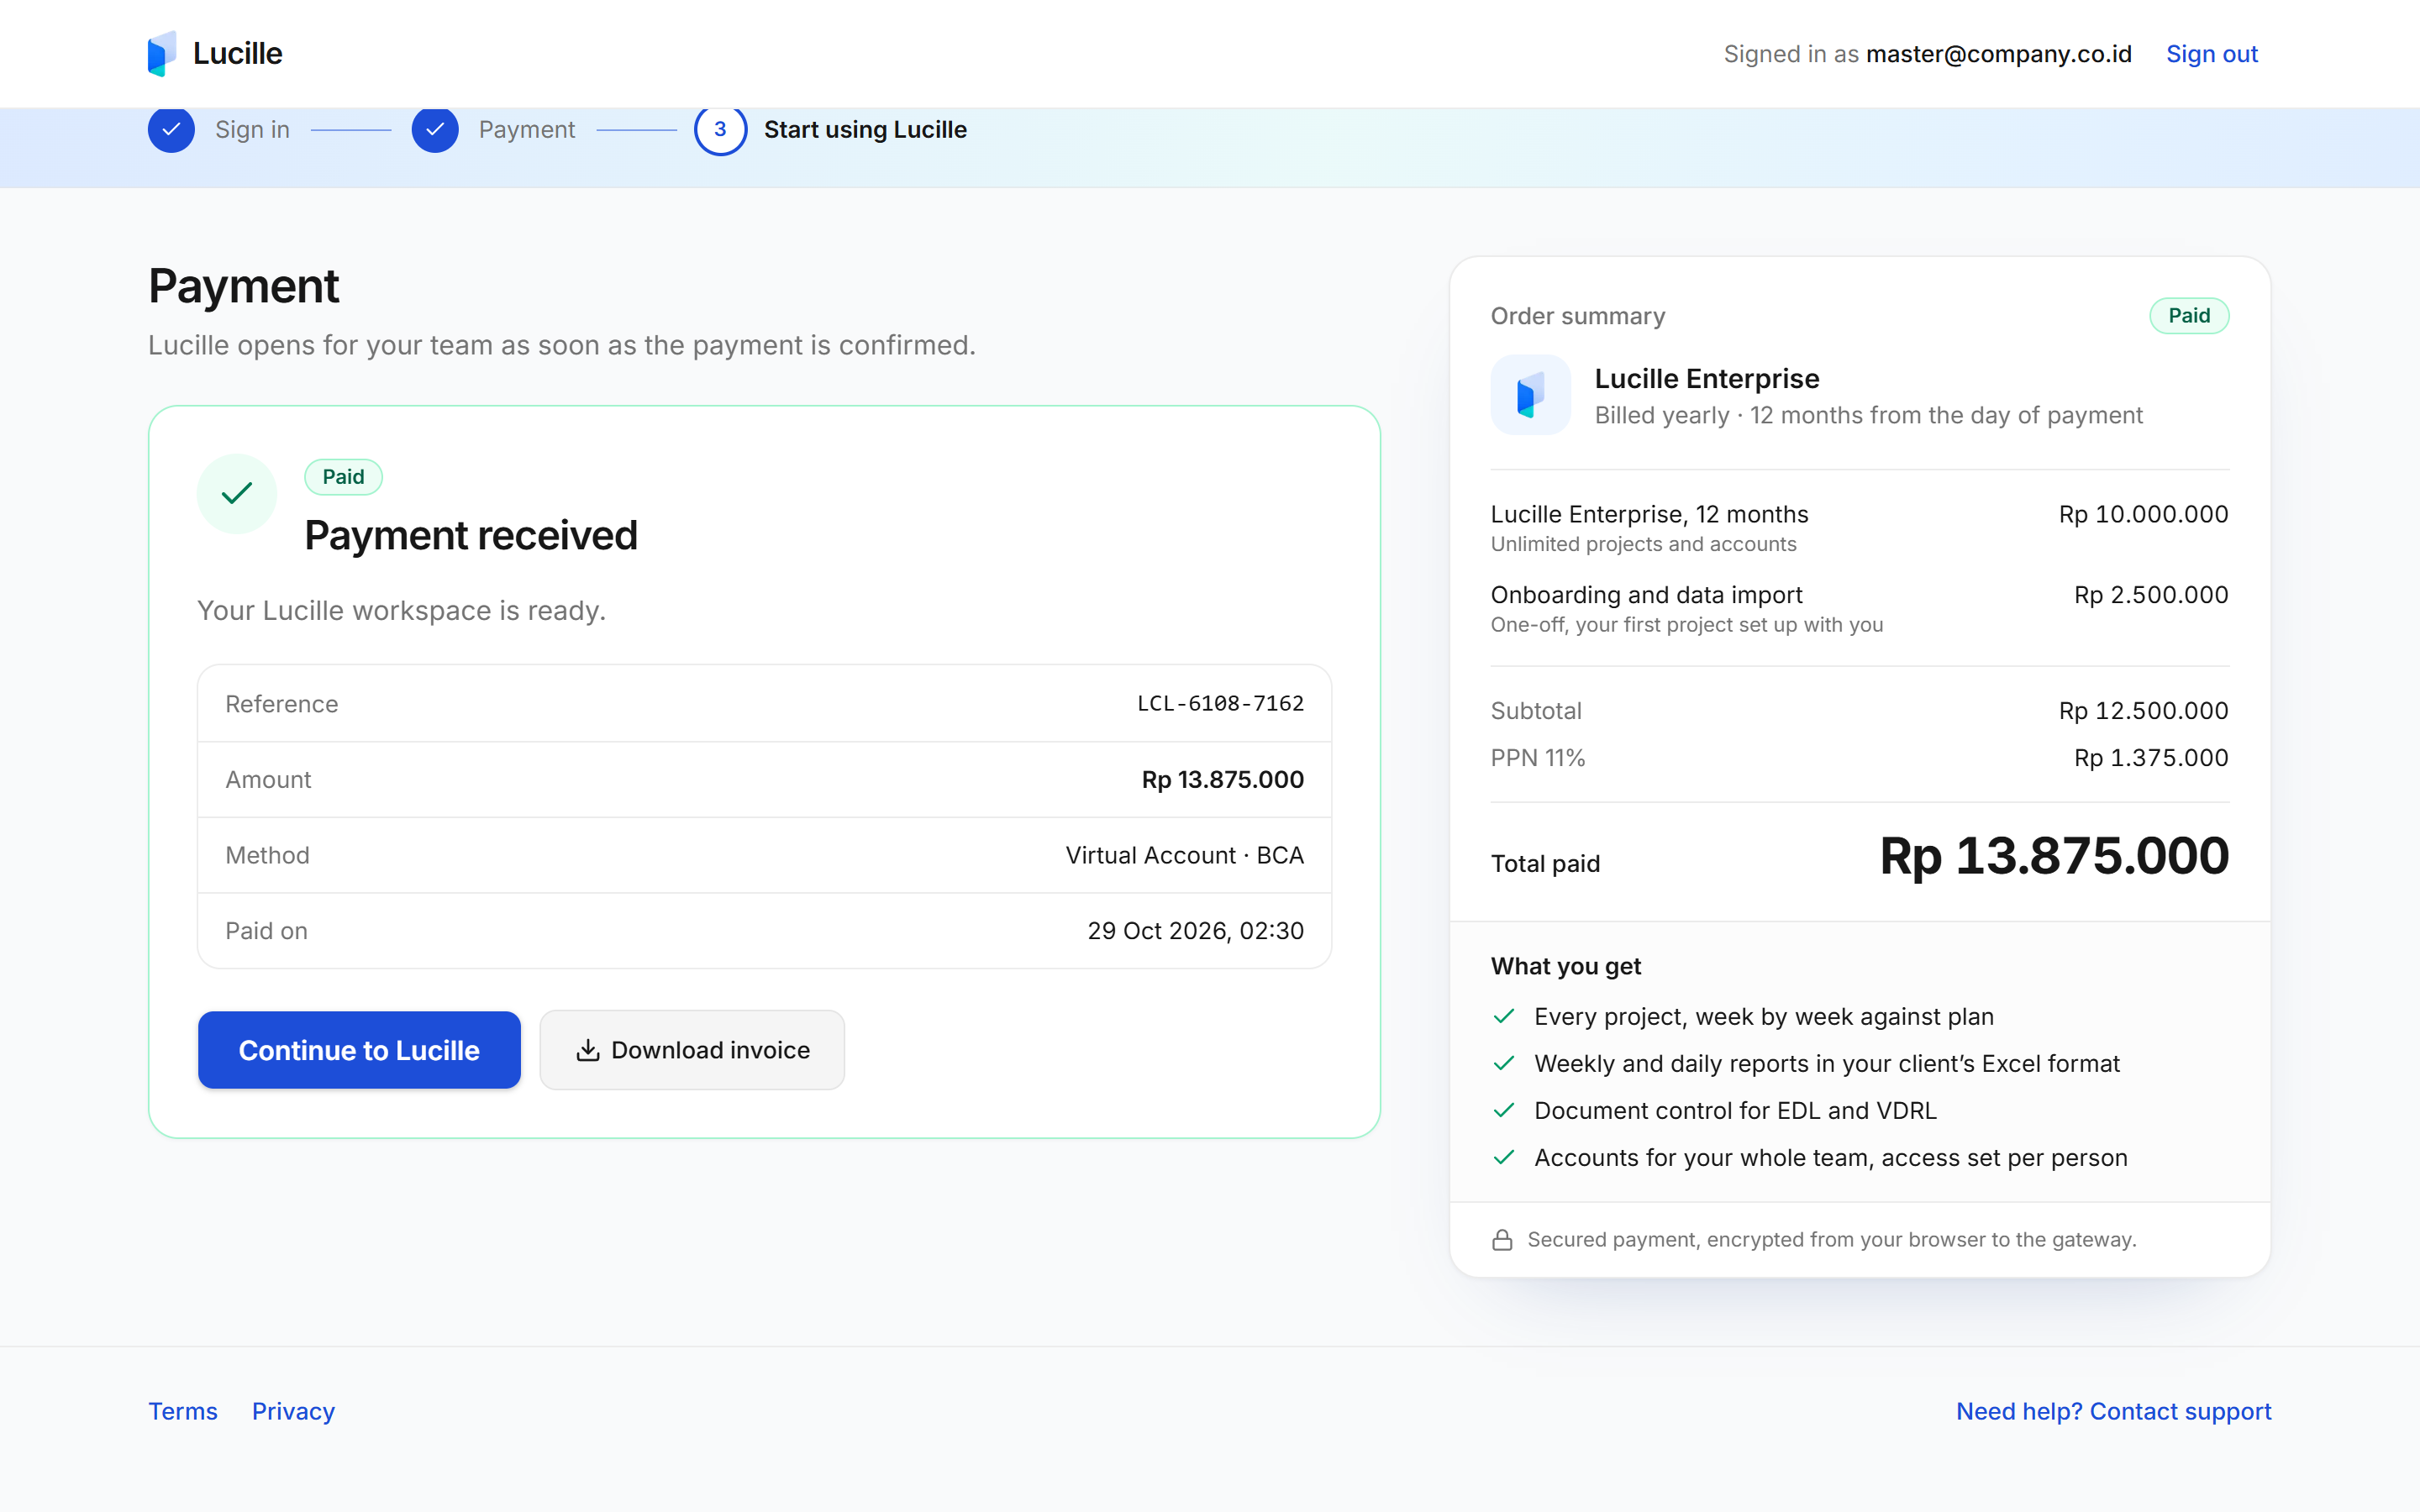 Lucille
Signed in as master@company.co.id
Sign out
Sign in
Payment
3
Start using Lucille
Payment
Lucille opens for your team as soon as the payment is confirmed.
Paid
Payment received
Your Lucille workspace is ready.
Reference LCL-6108-7162
Amount Rp 13.875.000
Method Virtual Account · BCA
Paid on 29 Oct 2026, 02:30
Continue to Lucille
Download invoice
Order summary
Paid
Lucille Enterprise
Billed yearly · 12 months from the day of payment
Lucille Enterprise, 12 months Rp 10.000.000
Unlimited projects and accounts
Onboarding and data import Rp 2.500.000
One-off, your first project set up with you
Subtotal Rp 12.500.000
PPN 11% Rp 1.375.000
Total paid Rp 13.875.000
What you get
Every project, week by week against plan
Weekly and daily reports in your client’s Excel format
Document control for EDL and VDRL
Accounts for your whole team, access set per person
Secured payment, encrypted from your browser to the gateway.
Terms
Privacy
Need help? Contact support